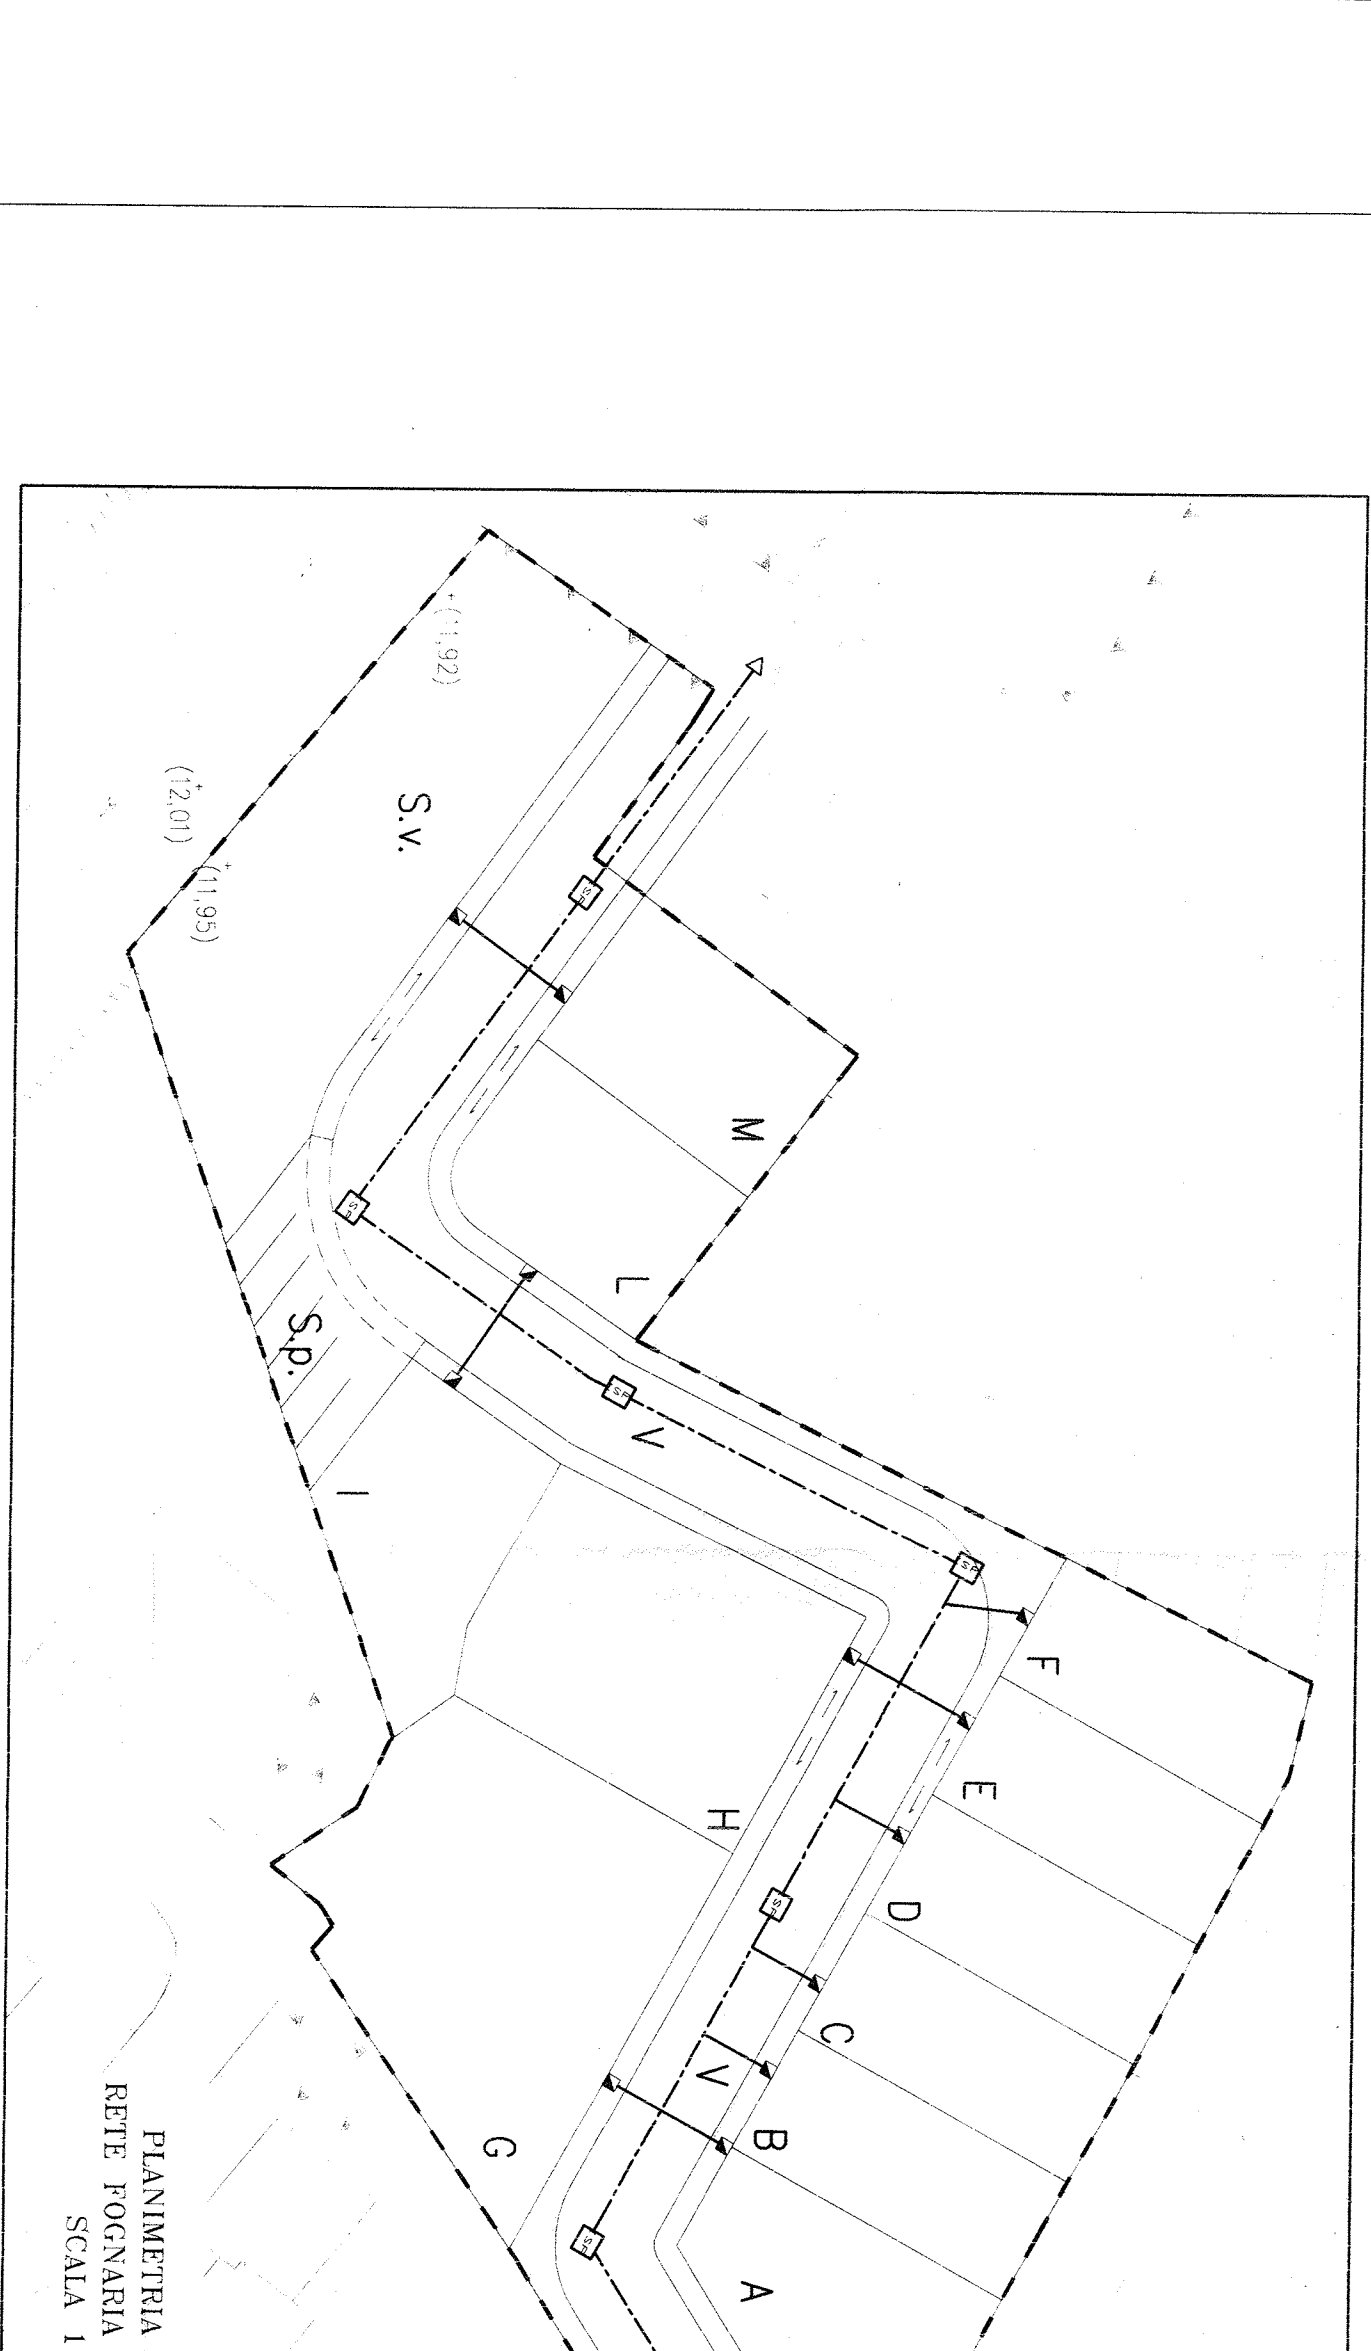 (11,92)
(12,01)
(11,95)
S.v.
M
L
S.p.
V
I
F
E
H
D
C
V
B
G
A
PLANIMETRIA
RETE FOGNARIA
SCALA 1